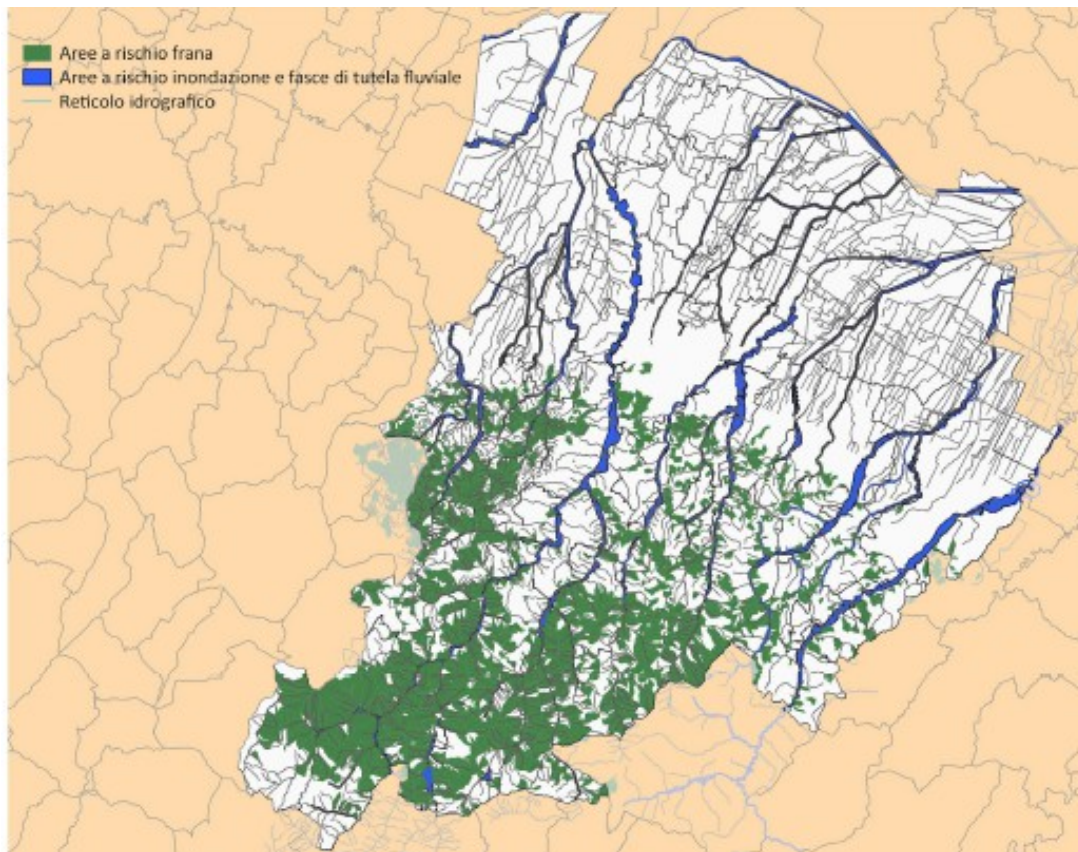 Aree a rischio frana
Aree a rischio inondazione e fasce di tutela fluviale
Reticolo idrografico